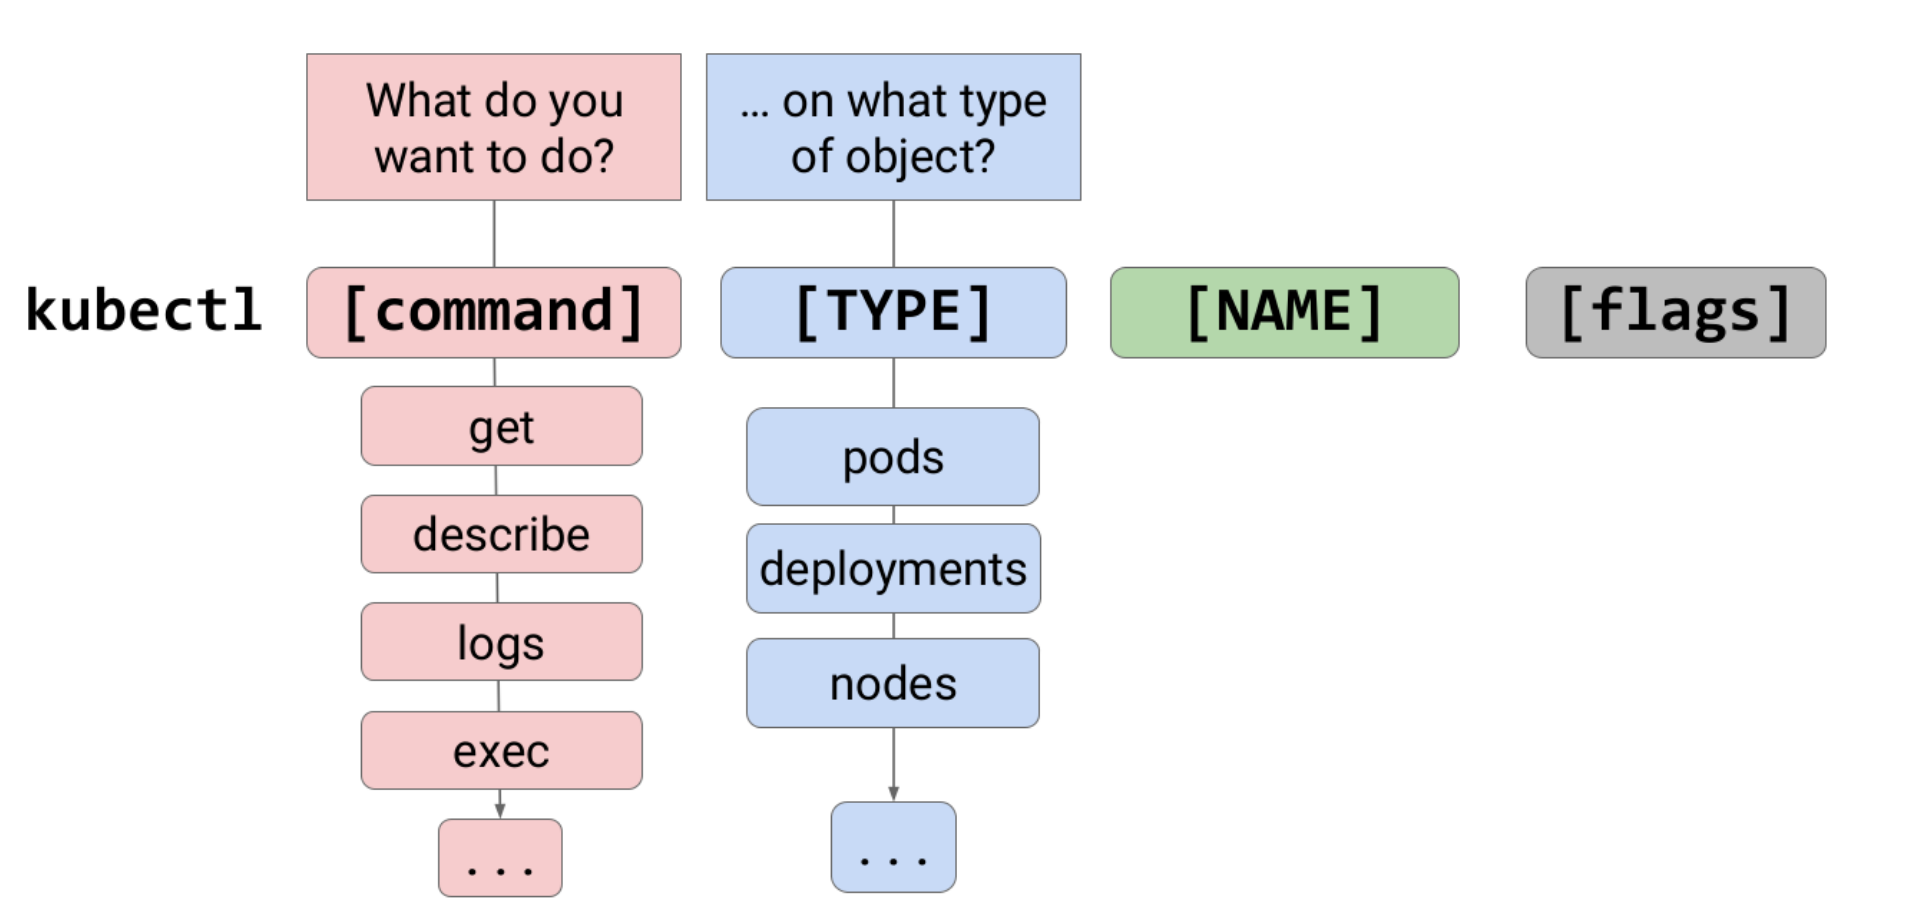 What do you
want to do?
... on what type
of object?
kubectl [command] [TYPE] [NAME] [flags]
get
describe
logs
exec
...
pods
deployments
nodes
...